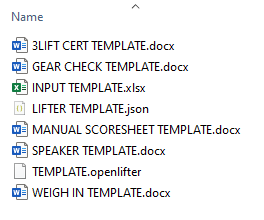 Name
3LIFT CERT TEMPLATE.docx
GEAR CHECK TEMPLATE.docx
INPUT TEMPLATE.xlsx
LIFTER TEMPLATE.json
MANUAL SCORESHEET TEMPLATE.docx
SPEAKER TEMPLATE.docx
TEMPLATE.openlifter
WEIGH IN TEMPLATE.docx